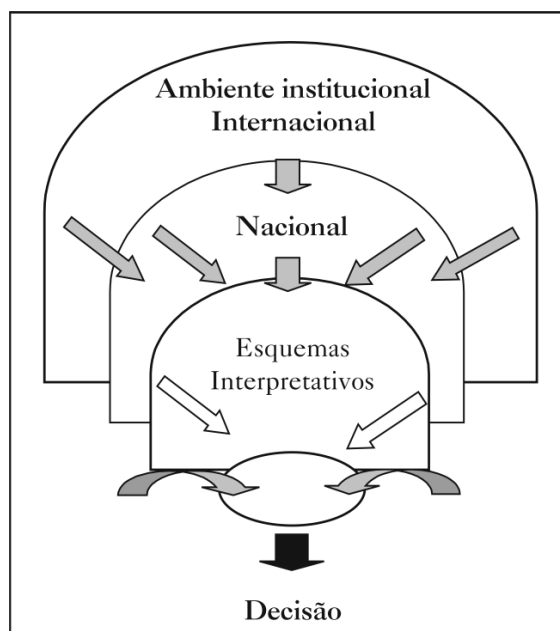 Ambiente institucional
Internacional
Nacional
Esquemas
Interpretativos
Decisão